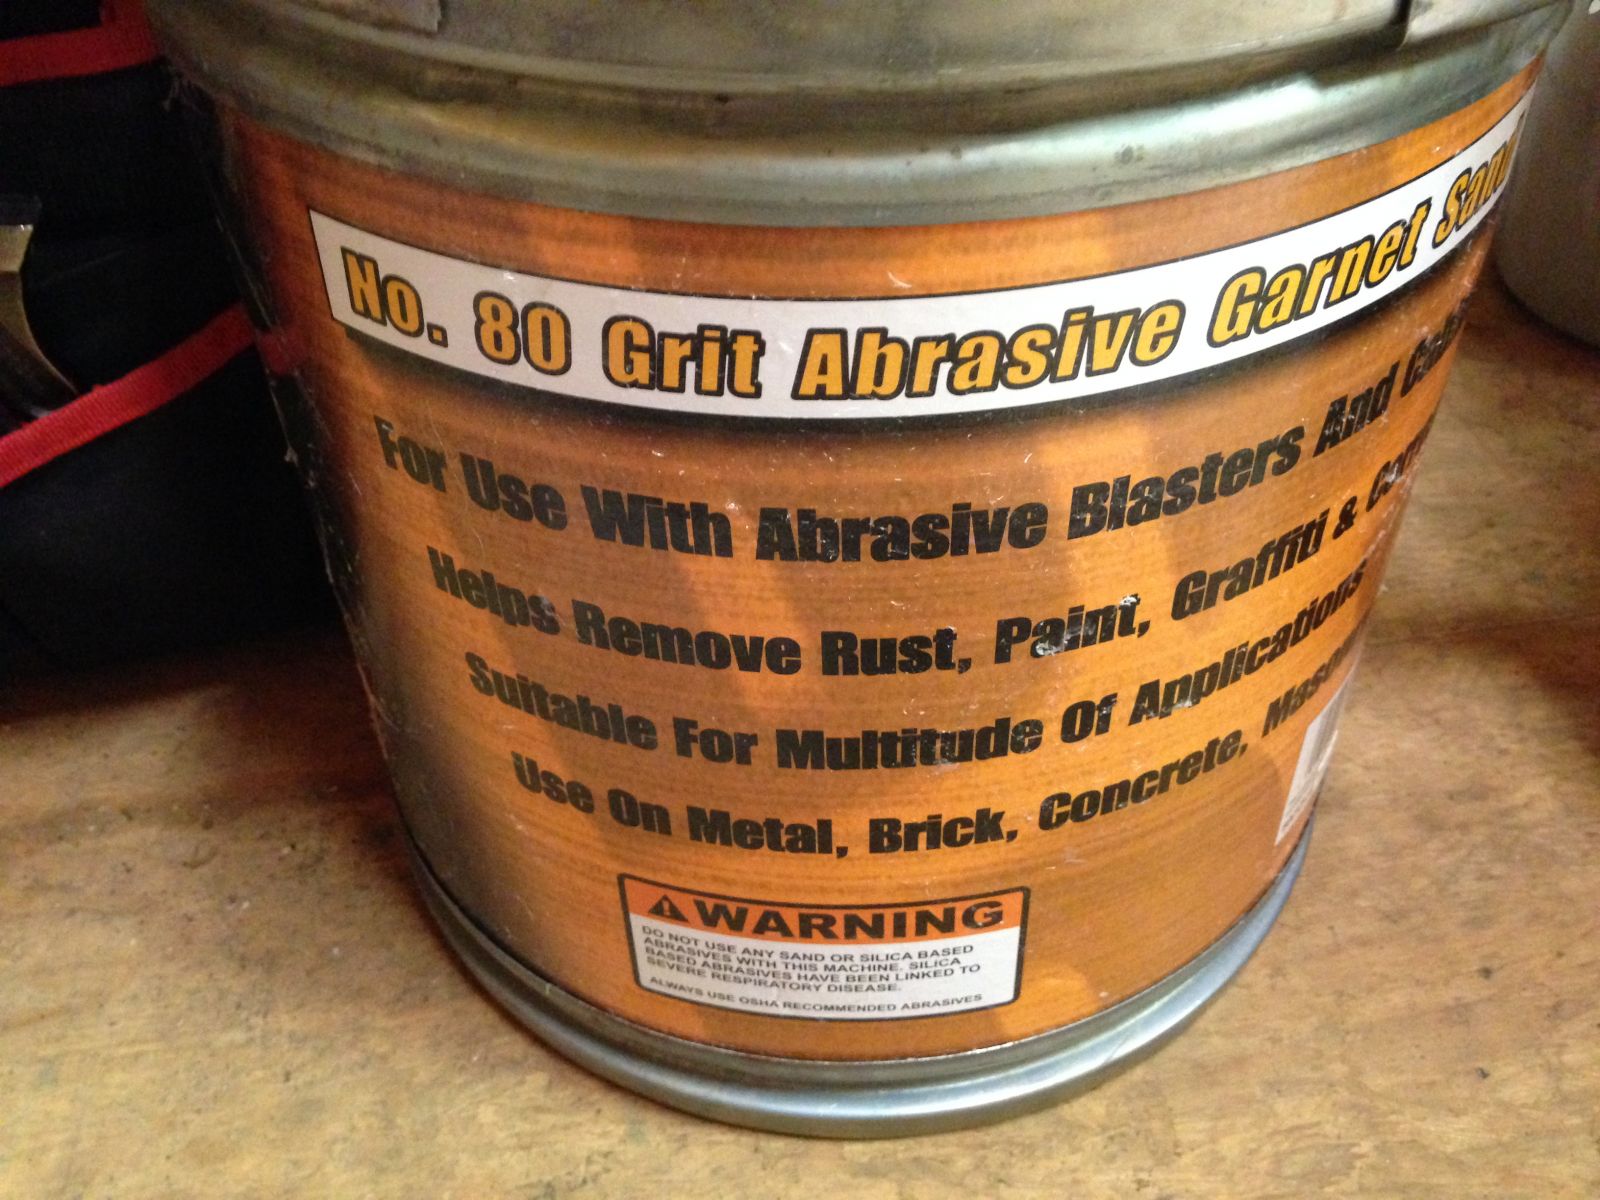 No. 80 Grit Abrasive Garnet Sand
For Use With Abrasive Blasters And
Helps Remove Rust, Paint, Graffiti &
Suitable For Multitude Of Applications
Use On Metal, Brick, Concrete,
WARNING
DO NOT USE ANY SAND OR SILICA BASED
ABRASIVES WITH THIS MACHINE. SILICA
BASED ABRASIVES HAVE BEEN LINKED TO
SEVERE RESPIRATORY DISEASE.
ALWAYS USE OSHA RECOMMENDED ABRASIVES